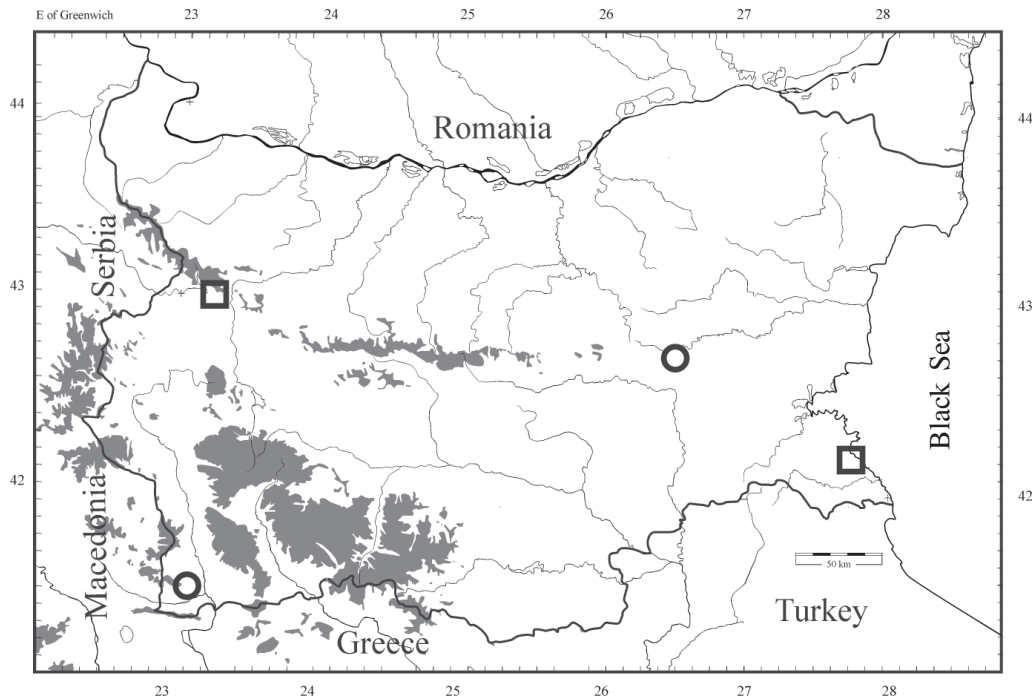 E of Greenwich 23 24 25 26 27 28
44 44
Romania
Serbia
43 43
Black Sea
42 42
Macedonia
50 km
Turkey
Greece
23 24 25 26 27 28